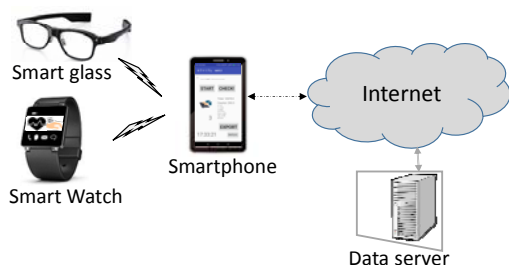 Smart glass
Smart Watch
START CHECK
EXPORT
Smartphone
Internet
Data server